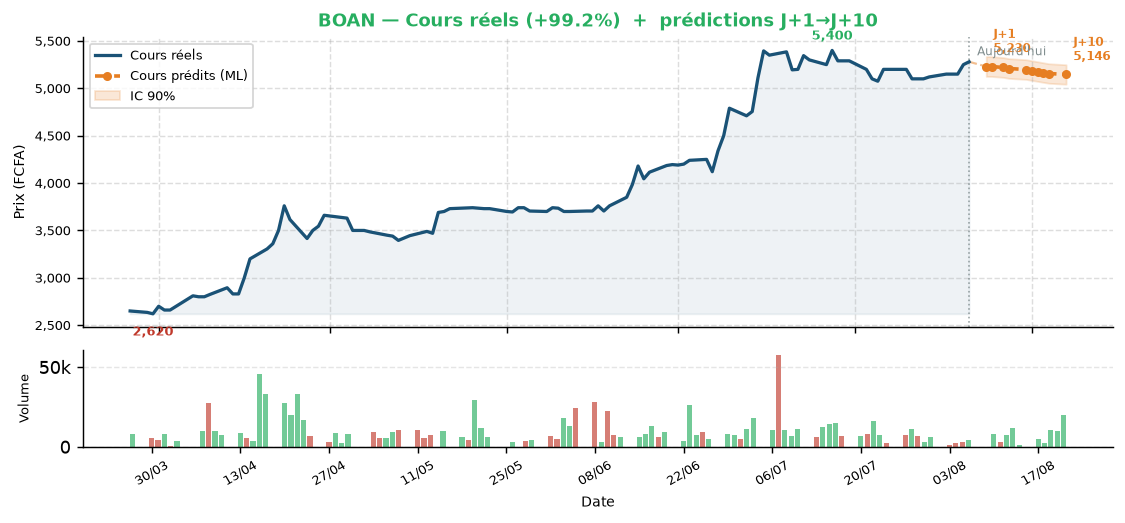 BOAN — Cours réels (+99.2%)  +  prédictions J+1→J+10
5,400
J+1
5,230
Aujourd'hui
J+10
5,146
Cours réels
Cours prédits (ML)
IC 90%
5,500
5,000
4,500
4,000
3,500
3,000
2,500
Prix (FCFA)
2,620
50k
0
Volume
30/03
13/04
27/04
11/05
25/05
08/06
22/06
06/07
20/07
03/08
17/08
Date